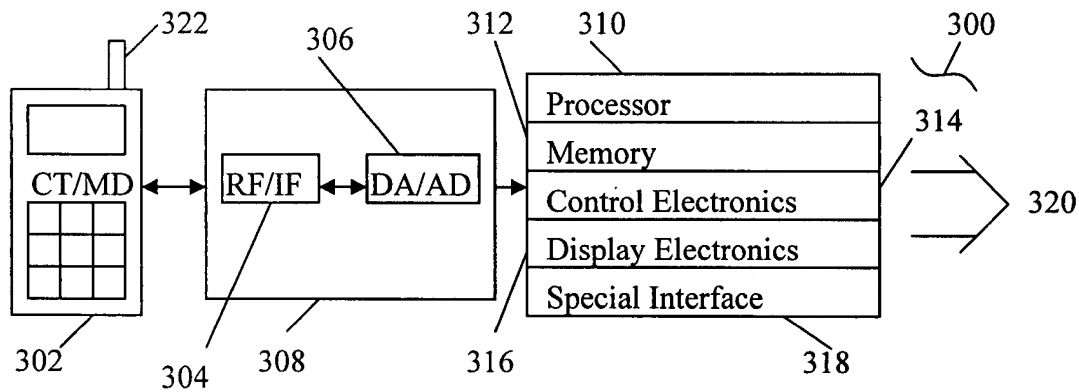 322
306
312
310
300
Processor
314
Memory
CT/MD
RF/IF
DA/AD
Control Electronics
320
Display Electronics
Special Interface
302
304
308
316
318